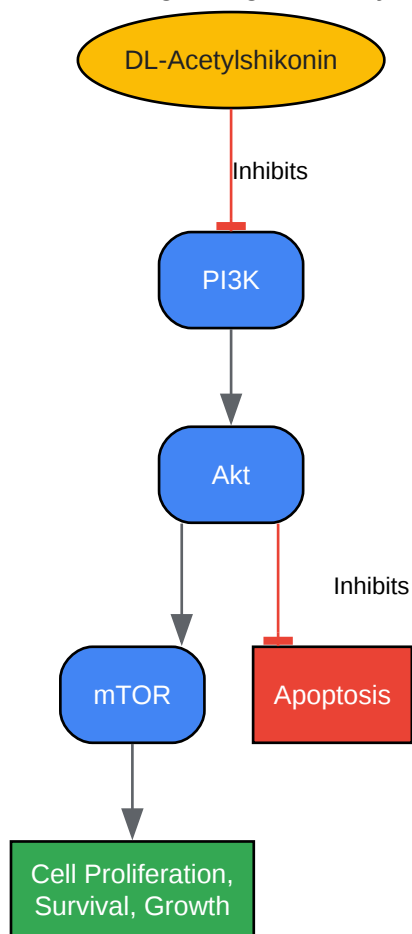 DL-Acetylshikonin
Inhibits
PI3K
Akt
Inhibits
mTOR
Apoptosis
Cell Proliferation,
Survival, Growth